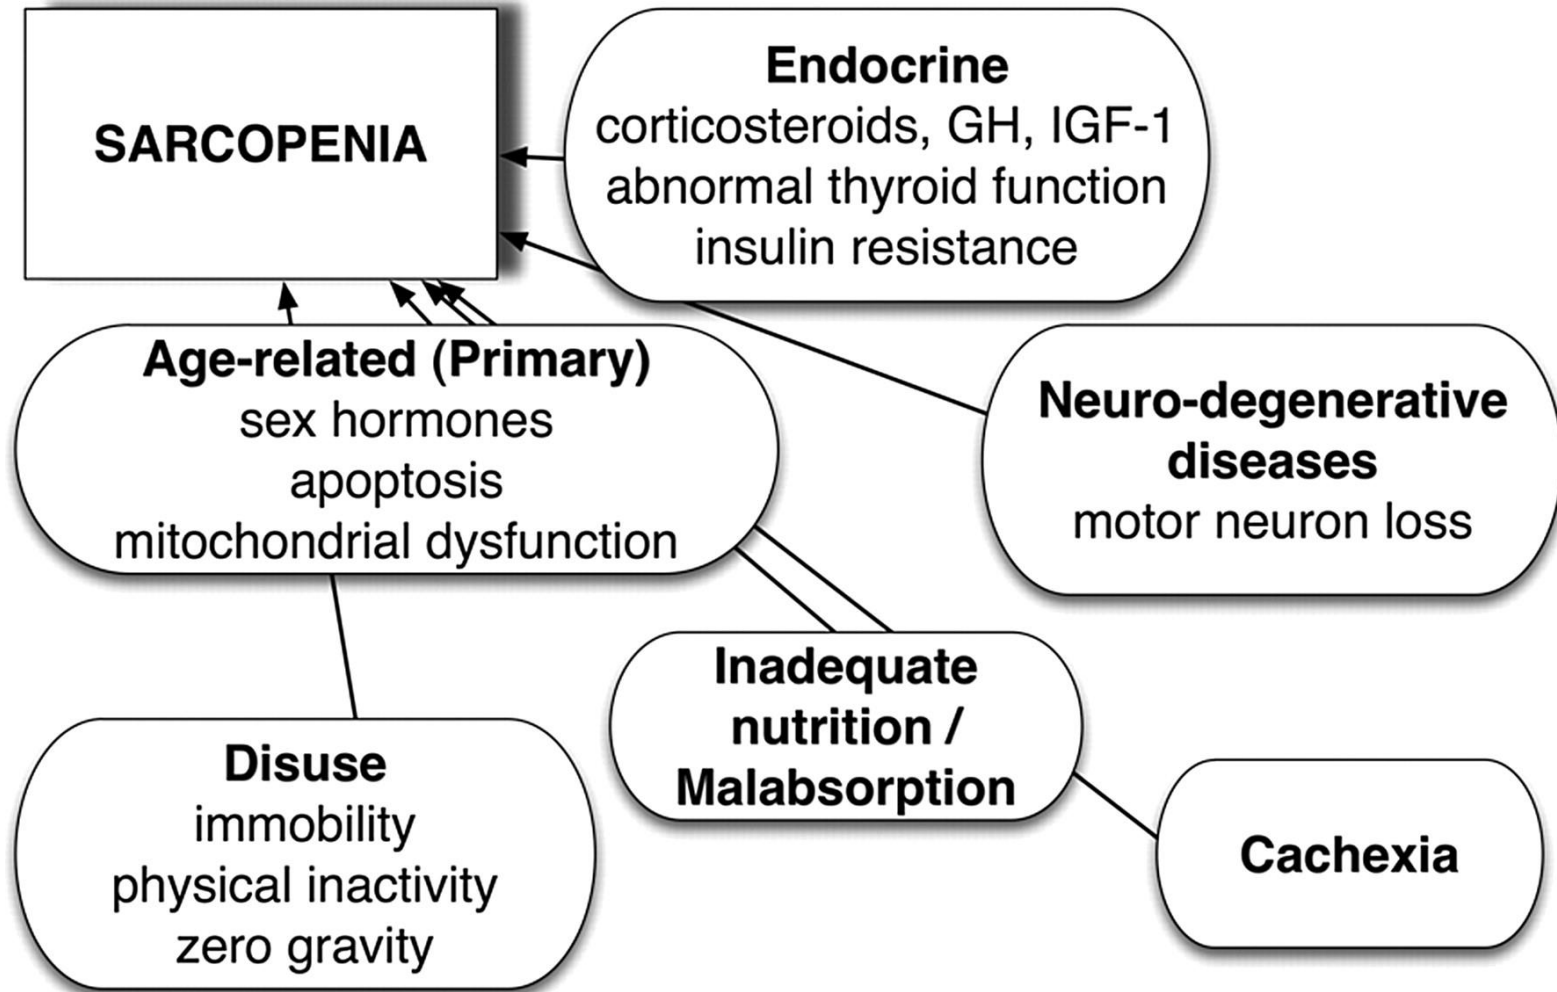 SARCOPENIA
Endocrine
corticosteroids, GH, IGF-1
abnormal thyroid function
insulin resistance
Age-related (Primary)
sex hormones
apoptosis
mitochondrial dysfunction
Neuro-degenerative
diseases
motor neuron loss
Inadequate
nutrition /
Malabsorption
Disuse
immobility
physical inactivity
zero gravity
Cachexia